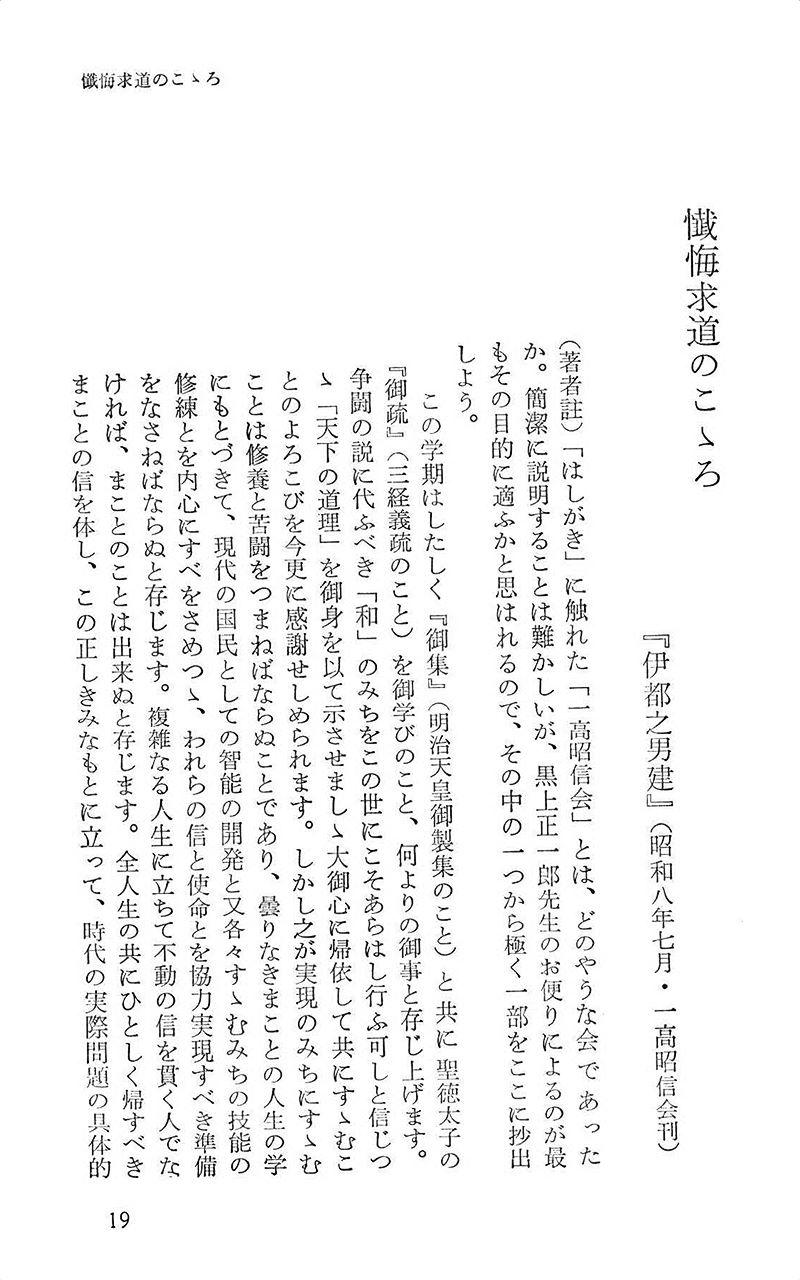 懺悔求道のこゝろ
懺悔求道のこゝろ
『伊都之男建』（昭和八年七月・一高昭信会刊）
（著者註）「はしがき」に触れた「一高昭信会」とは、どのやうな会であった
か。簡潔に説明することは難かしいが、黒上正一郎先生のお便りによるのが最
もその目的に適ふかと思はれるので、その中の一つから極く一部をここに抄出
しよう。
この学期はしたしく『御集』（明治天皇御製集のこと）と共に聖徳太子の
『御疏』（三経義疏のこと）を御学びのこと、何よりの御事と存じ上げます。
争闘の説に代ふべき「和」のみちをこの世にこそあらはし行ふ可しと信じつ
ゝ「天下の道理」を御身を以て示させましゝ大御心に帰依して共にすゝむこ
とのよろこびを今更に感謝せしめられます。しかし之が実現のみちにすゝむ
ことは修養と苦闘をつまねばならぬことであり、曇りなきまことの人生の学
にもとづきて、現代の国民としての智能の開発と又各々すゝむみちの技能の
修練とを内心にすべをさめつゝ、われらの信と使命とを協力実現すべき準備
をなさねばならぬと存じます。複雑なる人生に立ちて不動の信を貫く人でな
ければ、まことのことは出来ぬと存じます。全人生の共にひとしく帰すべき
まことの信を体し、この正しきみなもとに立って、時代の実際問題の具体的
19